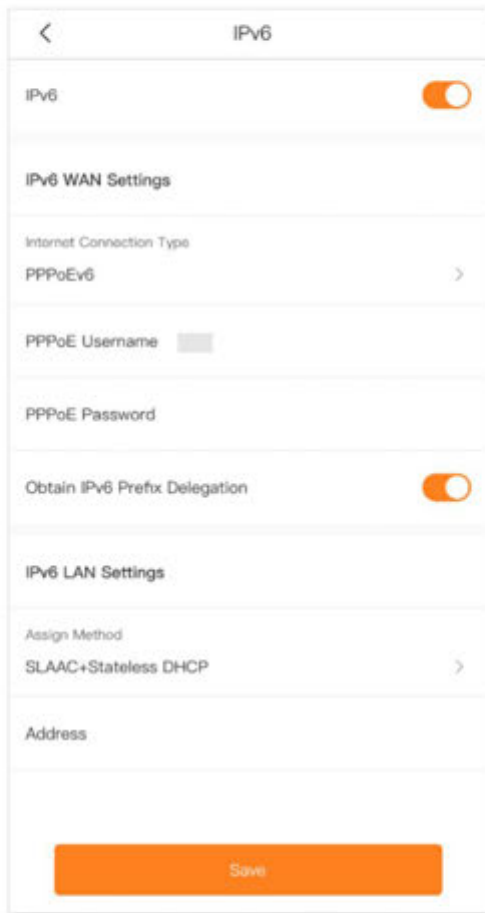 IPv6
IPv6
IPv6 WAN Settings
Internet Connection Type
PPPoEv6
PPPoE Username
PPPoE Password
Obtain IPv6 Prefix Delegation
IPv6 LAN Settings
Assign Method
SLAAC+Stateless DHCP
Address
Save